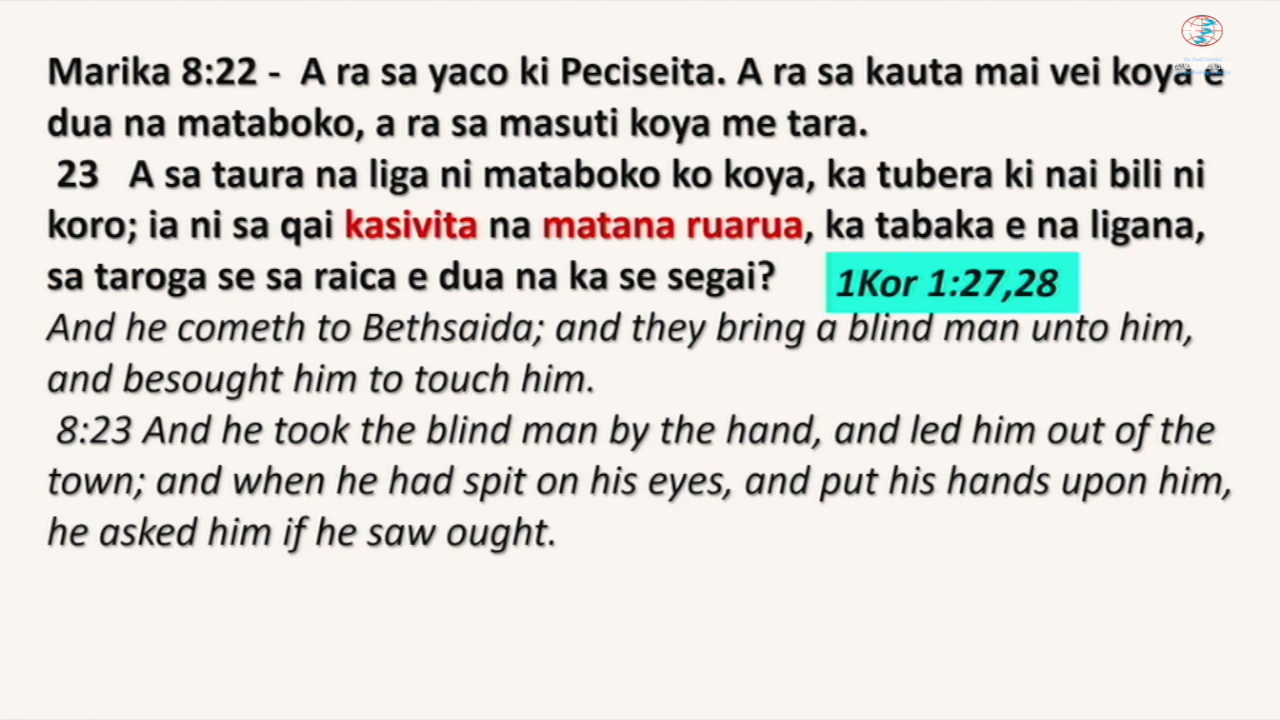 Marika 8:22 - A ra sa yaco ki Peciseita. A ra sa kauta mai vei koya e
dua na mataboko, a ra sa masuti koya me tara.
23 A sa taura na liga ni mataboko ko koya, ka tubera ki nai bili ni
koro; ia ni sa qai kasivita na matana ruarua, ka tabaka e na ligana,
sa taroga se sa raica e dua na ka se segai?
1Kor 1:27,28
And he cometh to Bethsaida; and they bring a blind man unto him,
and besought him to touch him.
8:23 And he took the blind man by the hand, and led him out of the
town; and when he had spit on his eyes, and put his hands upon him,
he asked him if he saw ought.